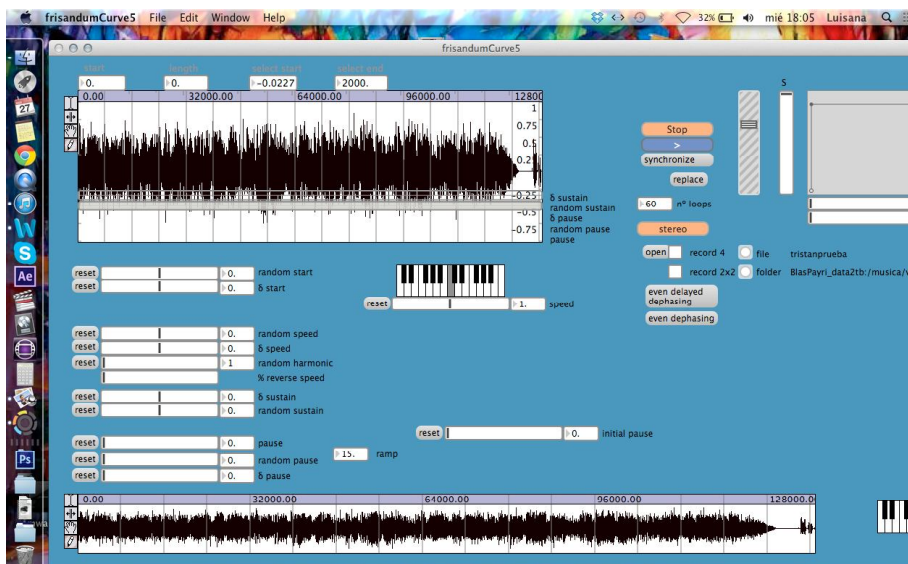 frisandumCurve5 File Edit Window Help 32% mié 18:05 Luisana
frisandumCurve5
start length select start select end
0. 0. -0.0227 2000.
0.00 32000.00 64000.00 96000.00 12800
1
0.75
0.5
0.2
-0.25
-0.5
-0.75
δ sustain
random sustain
δ pause
random pause
pause
S
Stop
>
synchronize
replace
60 nº loops
stereo
open record 4 file tristanprueba
record 2x2 folder BlasPayri_data2tb:/musica/v
even delayed
dephasing
even dephasing
reset 0. random start
reset 0. δ start
reset 1. speed
reset 0. random speed
reset 0. δ speed
reset 1 random harmonic
% reverse speed
reset 0. δ sustain
reset 0. random sustain
reset 0. initial pause
reset 0. pause
15. ramp
reset 0. random pause
reset 0. δ pause
0.00 32000.00 64000.00 96000.00 128000.0
27
W
S
Ae
Ps